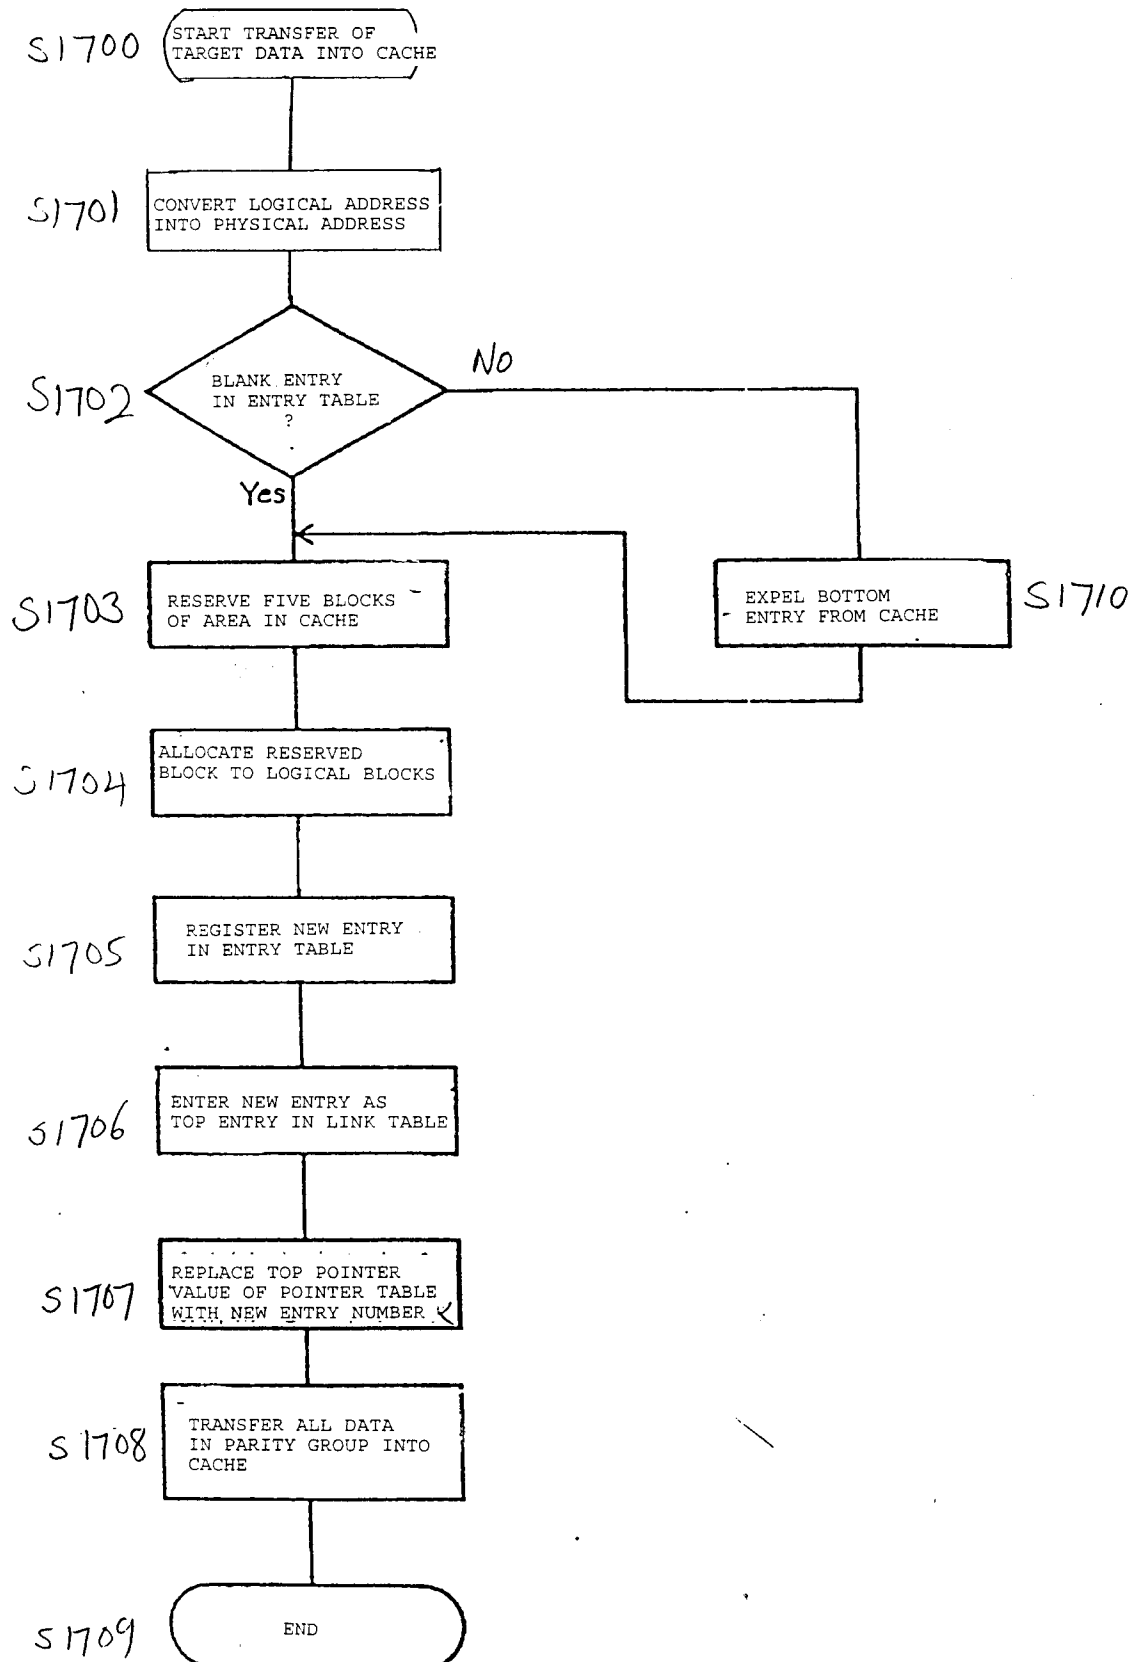 S1700
START TRANSFER OF
TARGET DATA INTO CACHE
S1701
CONVERT LOGICAL ADDRESS
INTO PHYSICAL ADDRESS
S1702
BLANK ENTRY
IN ENTRY TABLE
?
No
Yes
S1703
RESERVE FIVE BLOCKS
OF AREA IN CACHE
EXPEL BOTTOM
ENTRY FROM CACHE
S1710
S1704
ALLOCATE RESERVED
BLOCK TO LOGICAL BLOCKS
S1705
REGISTER NEW ENTRY
IN ENTRY TABLE
S1706
ENTER NEW ENTRY AS
TOP ENTRY IN LINK TABLE
S1707
REPLACE TOP POINTER
VALUE OF POINTER TABLE
WITH NEW ENTRY NUMBER
S1708
TRANSFER ALL DATA
IN PARITY GROUP INTO
CACHE
S1709
END